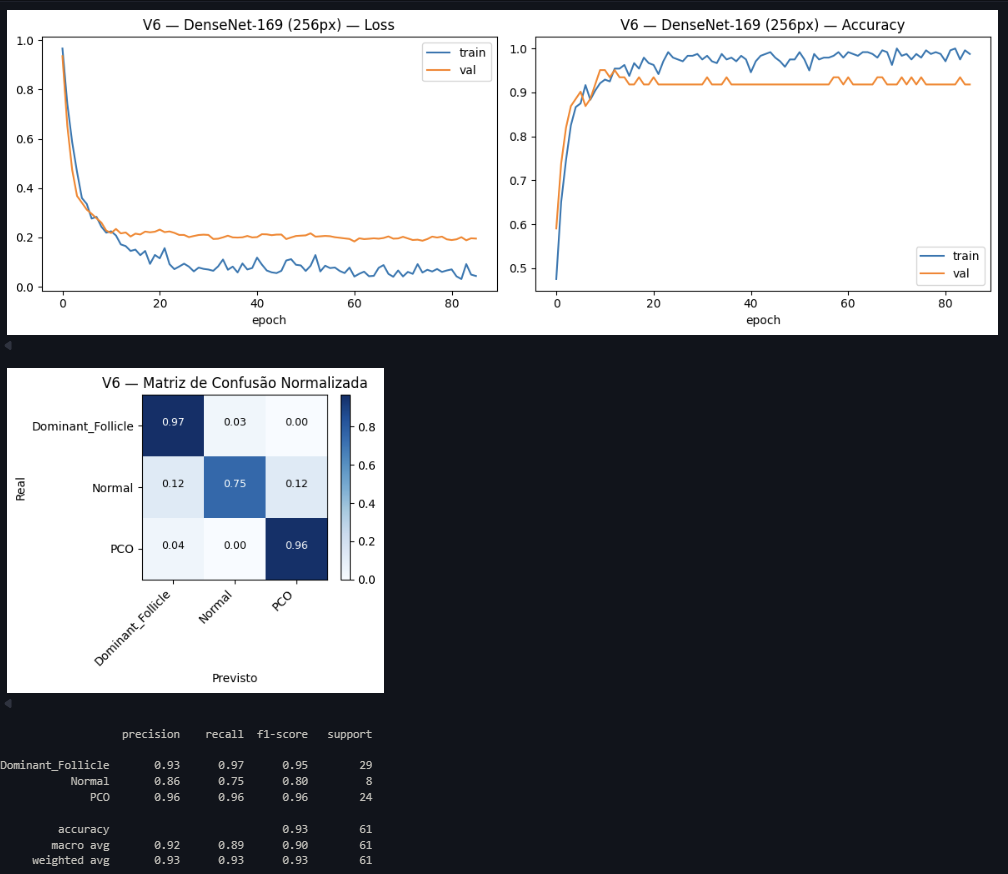 V6 — DenseNet-169 (256px) — Loss
1.0
0.8
0.6
0.4
0.2
0.0
0 20 40 60 80
epoch
train
val
V6 — DenseNet-169 (256px) — Accuracy
1.0
0.9
0.8
0.7
0.6
0.5
0 20 40 60 80
epoch
train
val
V6 — Matriz de Confusão Normalizada
Real
Dominant_Follicle 0.97 0.03 0.00
Normal 0.12 0.75 0.12
PCO 0.04 0.00 0.96
Dominant_Follicle Normal PCO
Previsto
0.8
0.6
0.4
0.2
0.0
precision recall f1-score support
Dominant_Follicle 0.93 0.97 0.95 29
Normal 0.86 0.75 0.80 8
PCO 0.96 0.96 0.96 24
accuracy 0.93 61
macro avg 0.92 0.89 0.90 61
weighted avg 0.93 0.93 0.93 61